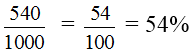 540/1000 = 54/100 = 54%